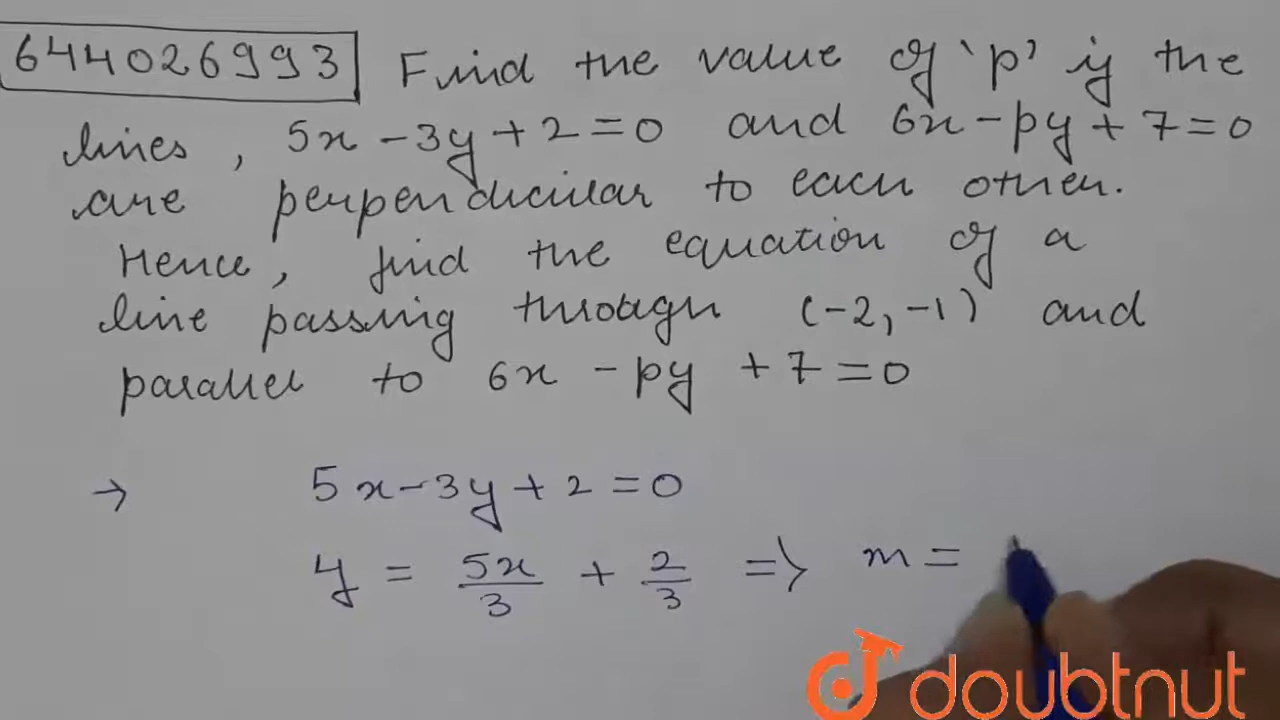 644026993 Find the value of 'p' if the
lines, 5x - 3y + 2 = 0 and 6x - py + 7 = 0
are perpendicular to each other.
Hence, find the equation of a
line passing through (-2, -1) and
parallel to 6x - py + 7 = 0
→ 5x - 3y + 2 = 0
y = 5x/3 + 2/3 => m =
doubtnut